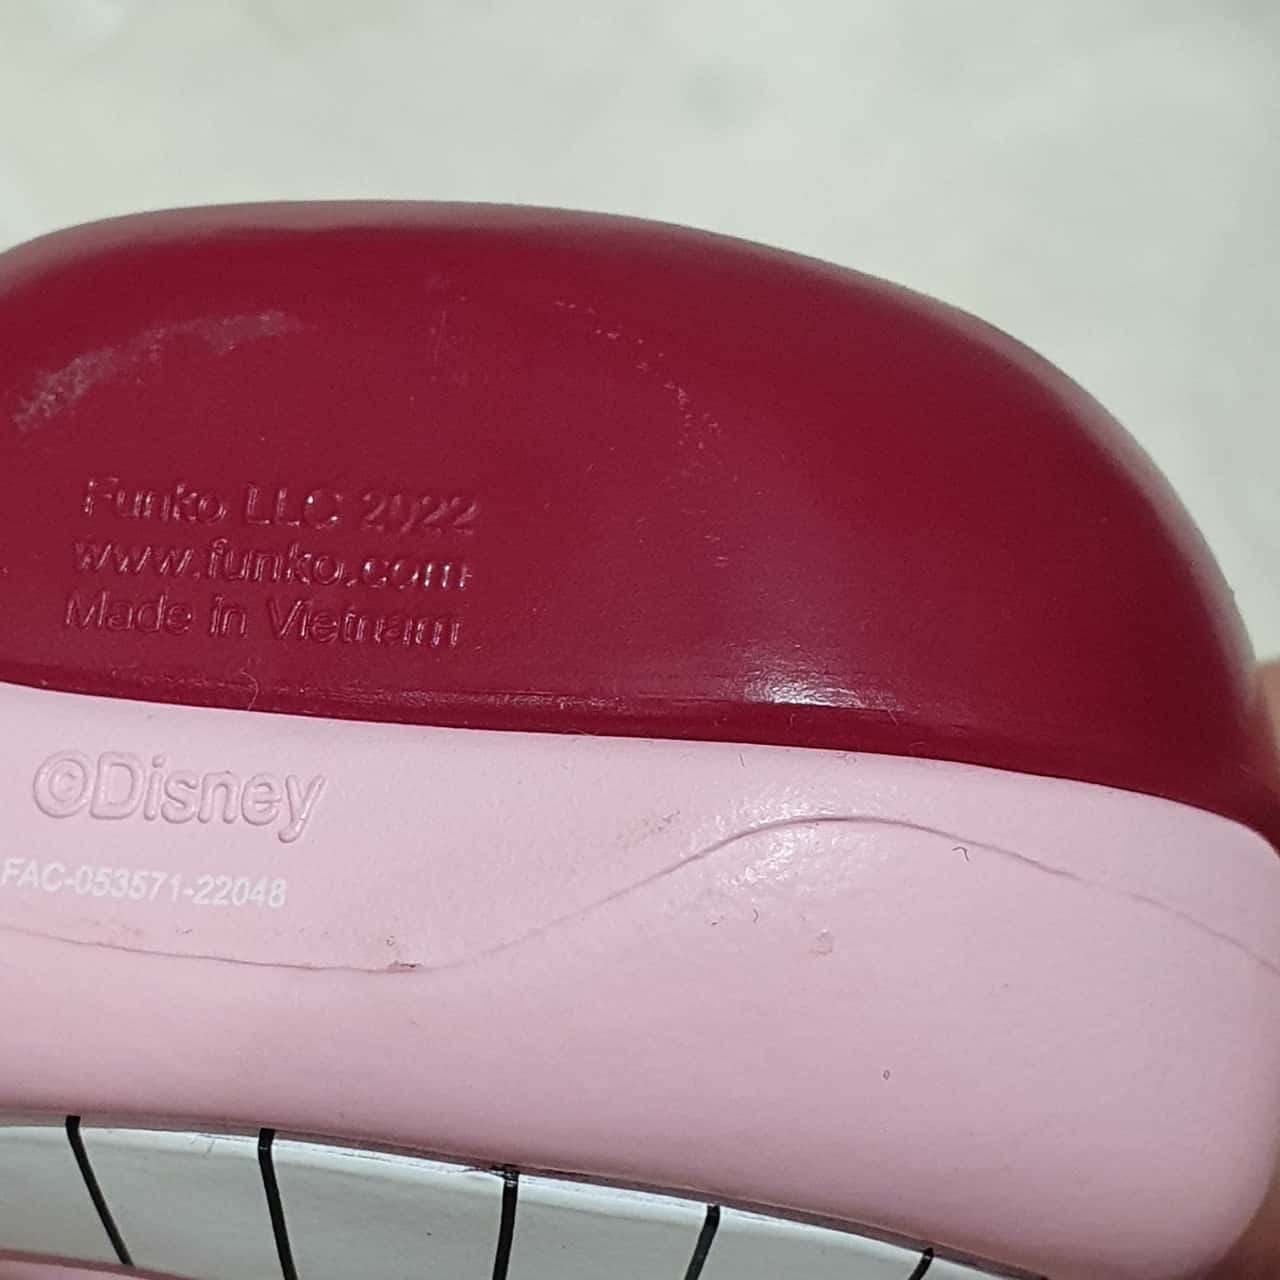 Funko LLC 2022
www.funko.com
Made in Vietnam
©Disney
FAC-053571-22048